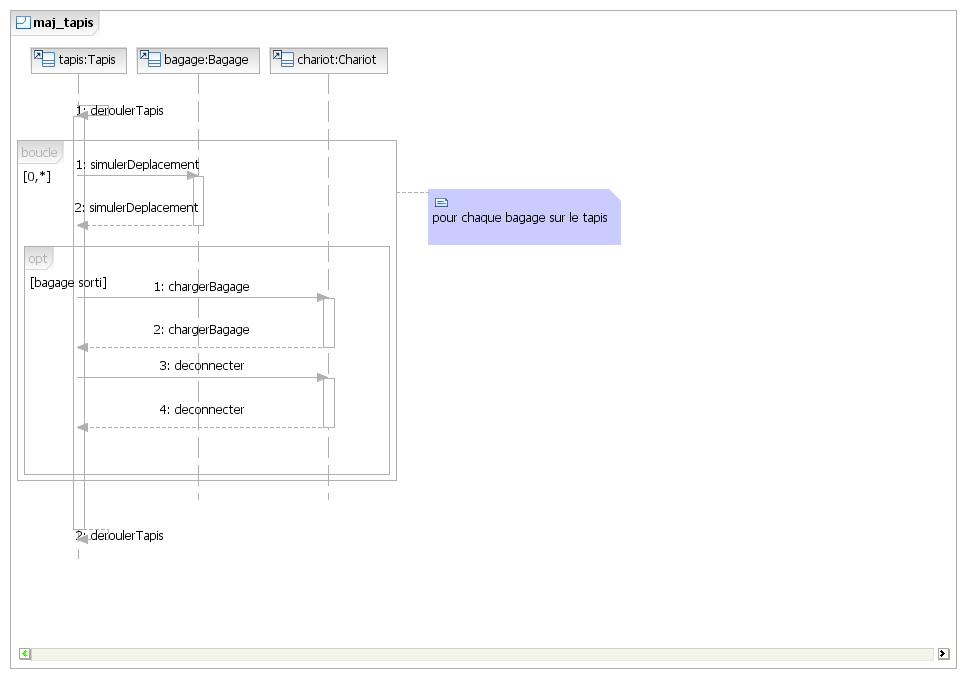 maj_tapis
tapis:Tapis
bagage:Bagage
chariot:Chariot
1: deroulerTapis
boucle
1: simulerDeplacement
[0,*]
2: simulerDeplacement
pour chaque bagage sur le tapis
opt
[bagage sorti]
1: chargerBagage
2: chargerBagage
3: deconnecter
4: deconnecter
2: deroulerTapis